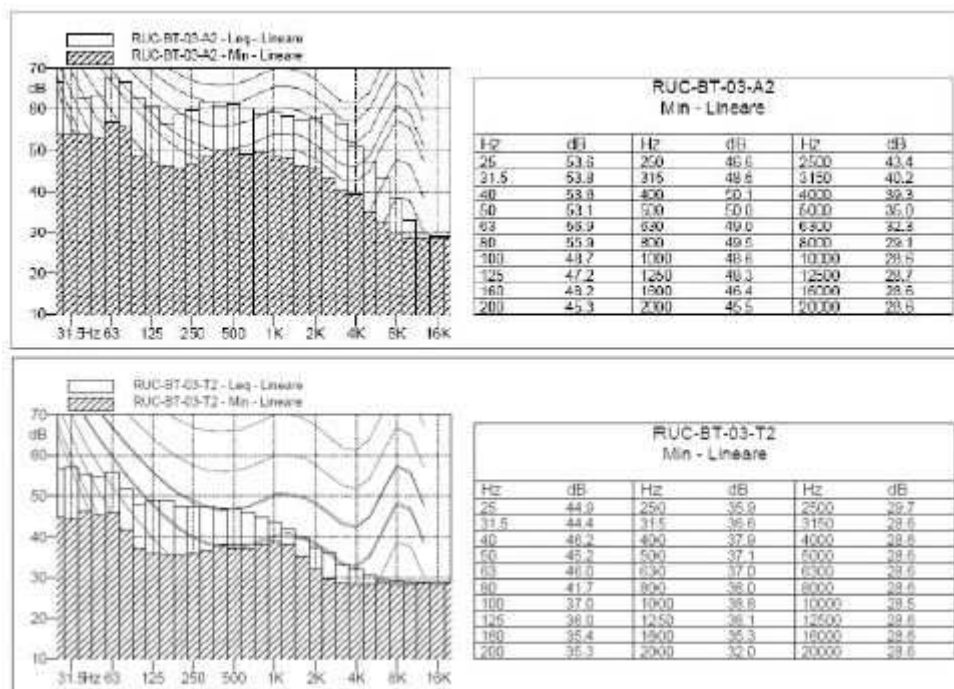 RUC-BT-03-A2 - Leq - Lineare
RUC-BT-03-A2 - Min - Lineare
70
dB
60
50
40
30
20
10
31.5Hz 63 125 250 500 1K 2K 4K 8K 16K
RUC-BT-03-A2
Min - Lineare
Hz dB Hz dB Hz dB
25 53.6 250 46.6 2500 43.4
31.5 53.8 315 48.6 3150 40.2
40 53.8 400 50.1 4000 39.3
50 53.1 500 50.0 5000 35.0
63 56.9 630 49.0 6300 32.3
80 55.9 800 49.5 8000 29.1
100 48.7 1000 48.6 10000 28.6
125 47.2 1250 48.3 12500 28.7
160 1600 46.4 16000 28.6
200 45.3 2000 45.5 20000 28.6
RUC-BT-03-T2 - Leq - Lineare
RUC-BT-03-T2 - Min - Lineare
70
dB
60
50
40
30
20
10
31.5Hz 63 125 250 500 1K 2K 4K 8K 16K
RUC-BT-03-T2
Min - Lineare
Hz dB Hz dB Hz dB
25 44.9 250 35.9 2500 29.7
31.5 44.4 315 36.6 3150 28.6
40 46.2 400 37.9 4000 28.6
50 45.2 500 37.1 5000 28.6
63 46.0 630 37.0 6300 28.6
80 41.7 800 38.0 8000 28.6
100 37.0 1000 38.8 10000 28.5
125 36.0 1250 38.1 12500 28.6
160 35.4 1600 35.3 16000 28.6
200 35.3 2000 32.0 20000 28.6